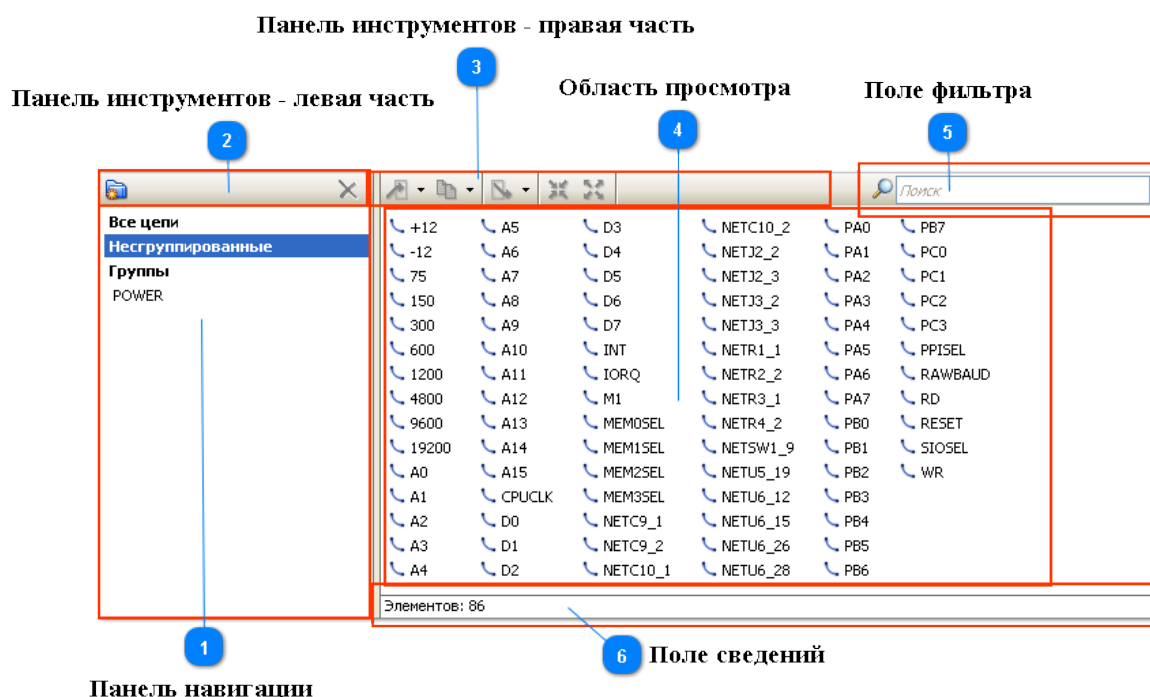 Панель инструментов - правая часть
3
Панель инструментов - левая часть
2
Область просмотра
4
Поле фильтра
5
Поиск
Все цепи
Несгруппированные
Группы
POWER
+12 A5 D3 NETC10_2 PA0 PB7
-12 A6 D4 NETJ2_2 PA1 PC0
75 A7 D5 NETJ2_3 PA2 PC1
150 A8 D6 NETJ3_2 PA3 PC2
300 A9 D7 NETJ3_3 PA4 PC3
600 A10 INT NETR1_1 PA5 PPISEL
1200 A11 IORQ NETR2_2 PA6 RAWBAUD
4800 A12 M1 NETR3_1 PA7 RD
9600 A13 MEM0SEL NETR4_2 PB0 RESET
19200 A14 MEM1SEL NETSW1_9 PB1 SIOSEL
A0 A15 MEM2SEL NETU5_19 PB2 WR
A1 CPUCLK MEM3SEL NETU6_12 PB3
A2 D0 NETC9_1 NETU6_15 PB4
A3 D1 NETC9_2 NETU6_26 PB5
A4 D2 NETC10_1 NETU6_28 PB6
Элементов: 86
1
Панель навигации
6
Поле сведений